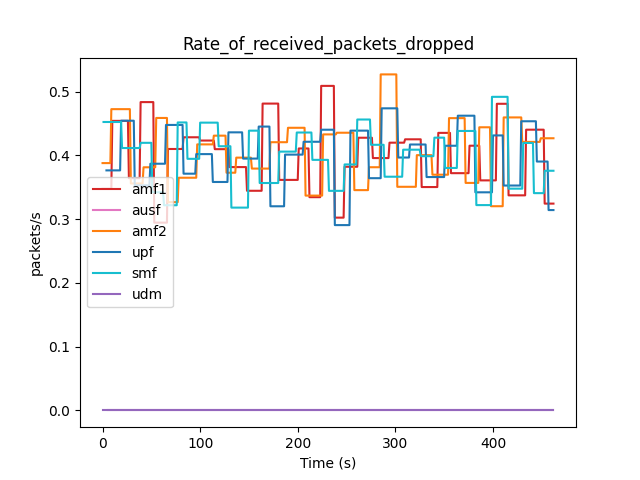 Rate_of_received_packets_dropped
packets/s
0.5
0.4
0.3
0.2
0.1
0.0
amf1
ausf
amf2
upf
smf
udm
0 100 200 300 400
Time (s)